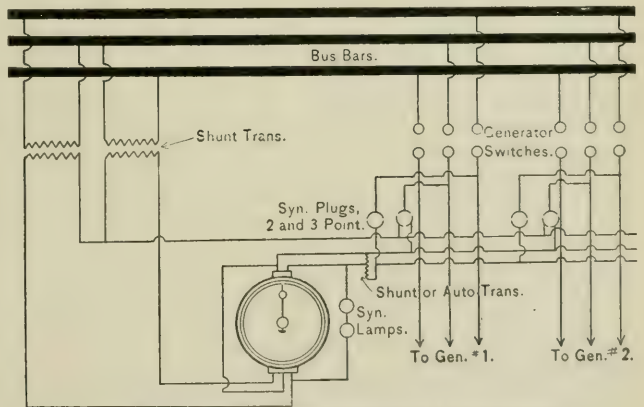 Bus Bars.
Shunt Trans.
Generator
Switches.
Syn. Plugs,
2 and 3 Point.
Shunt or Auto Trans.
Syn.
Lamps.
To Gen. #1.
To Gen. #2.